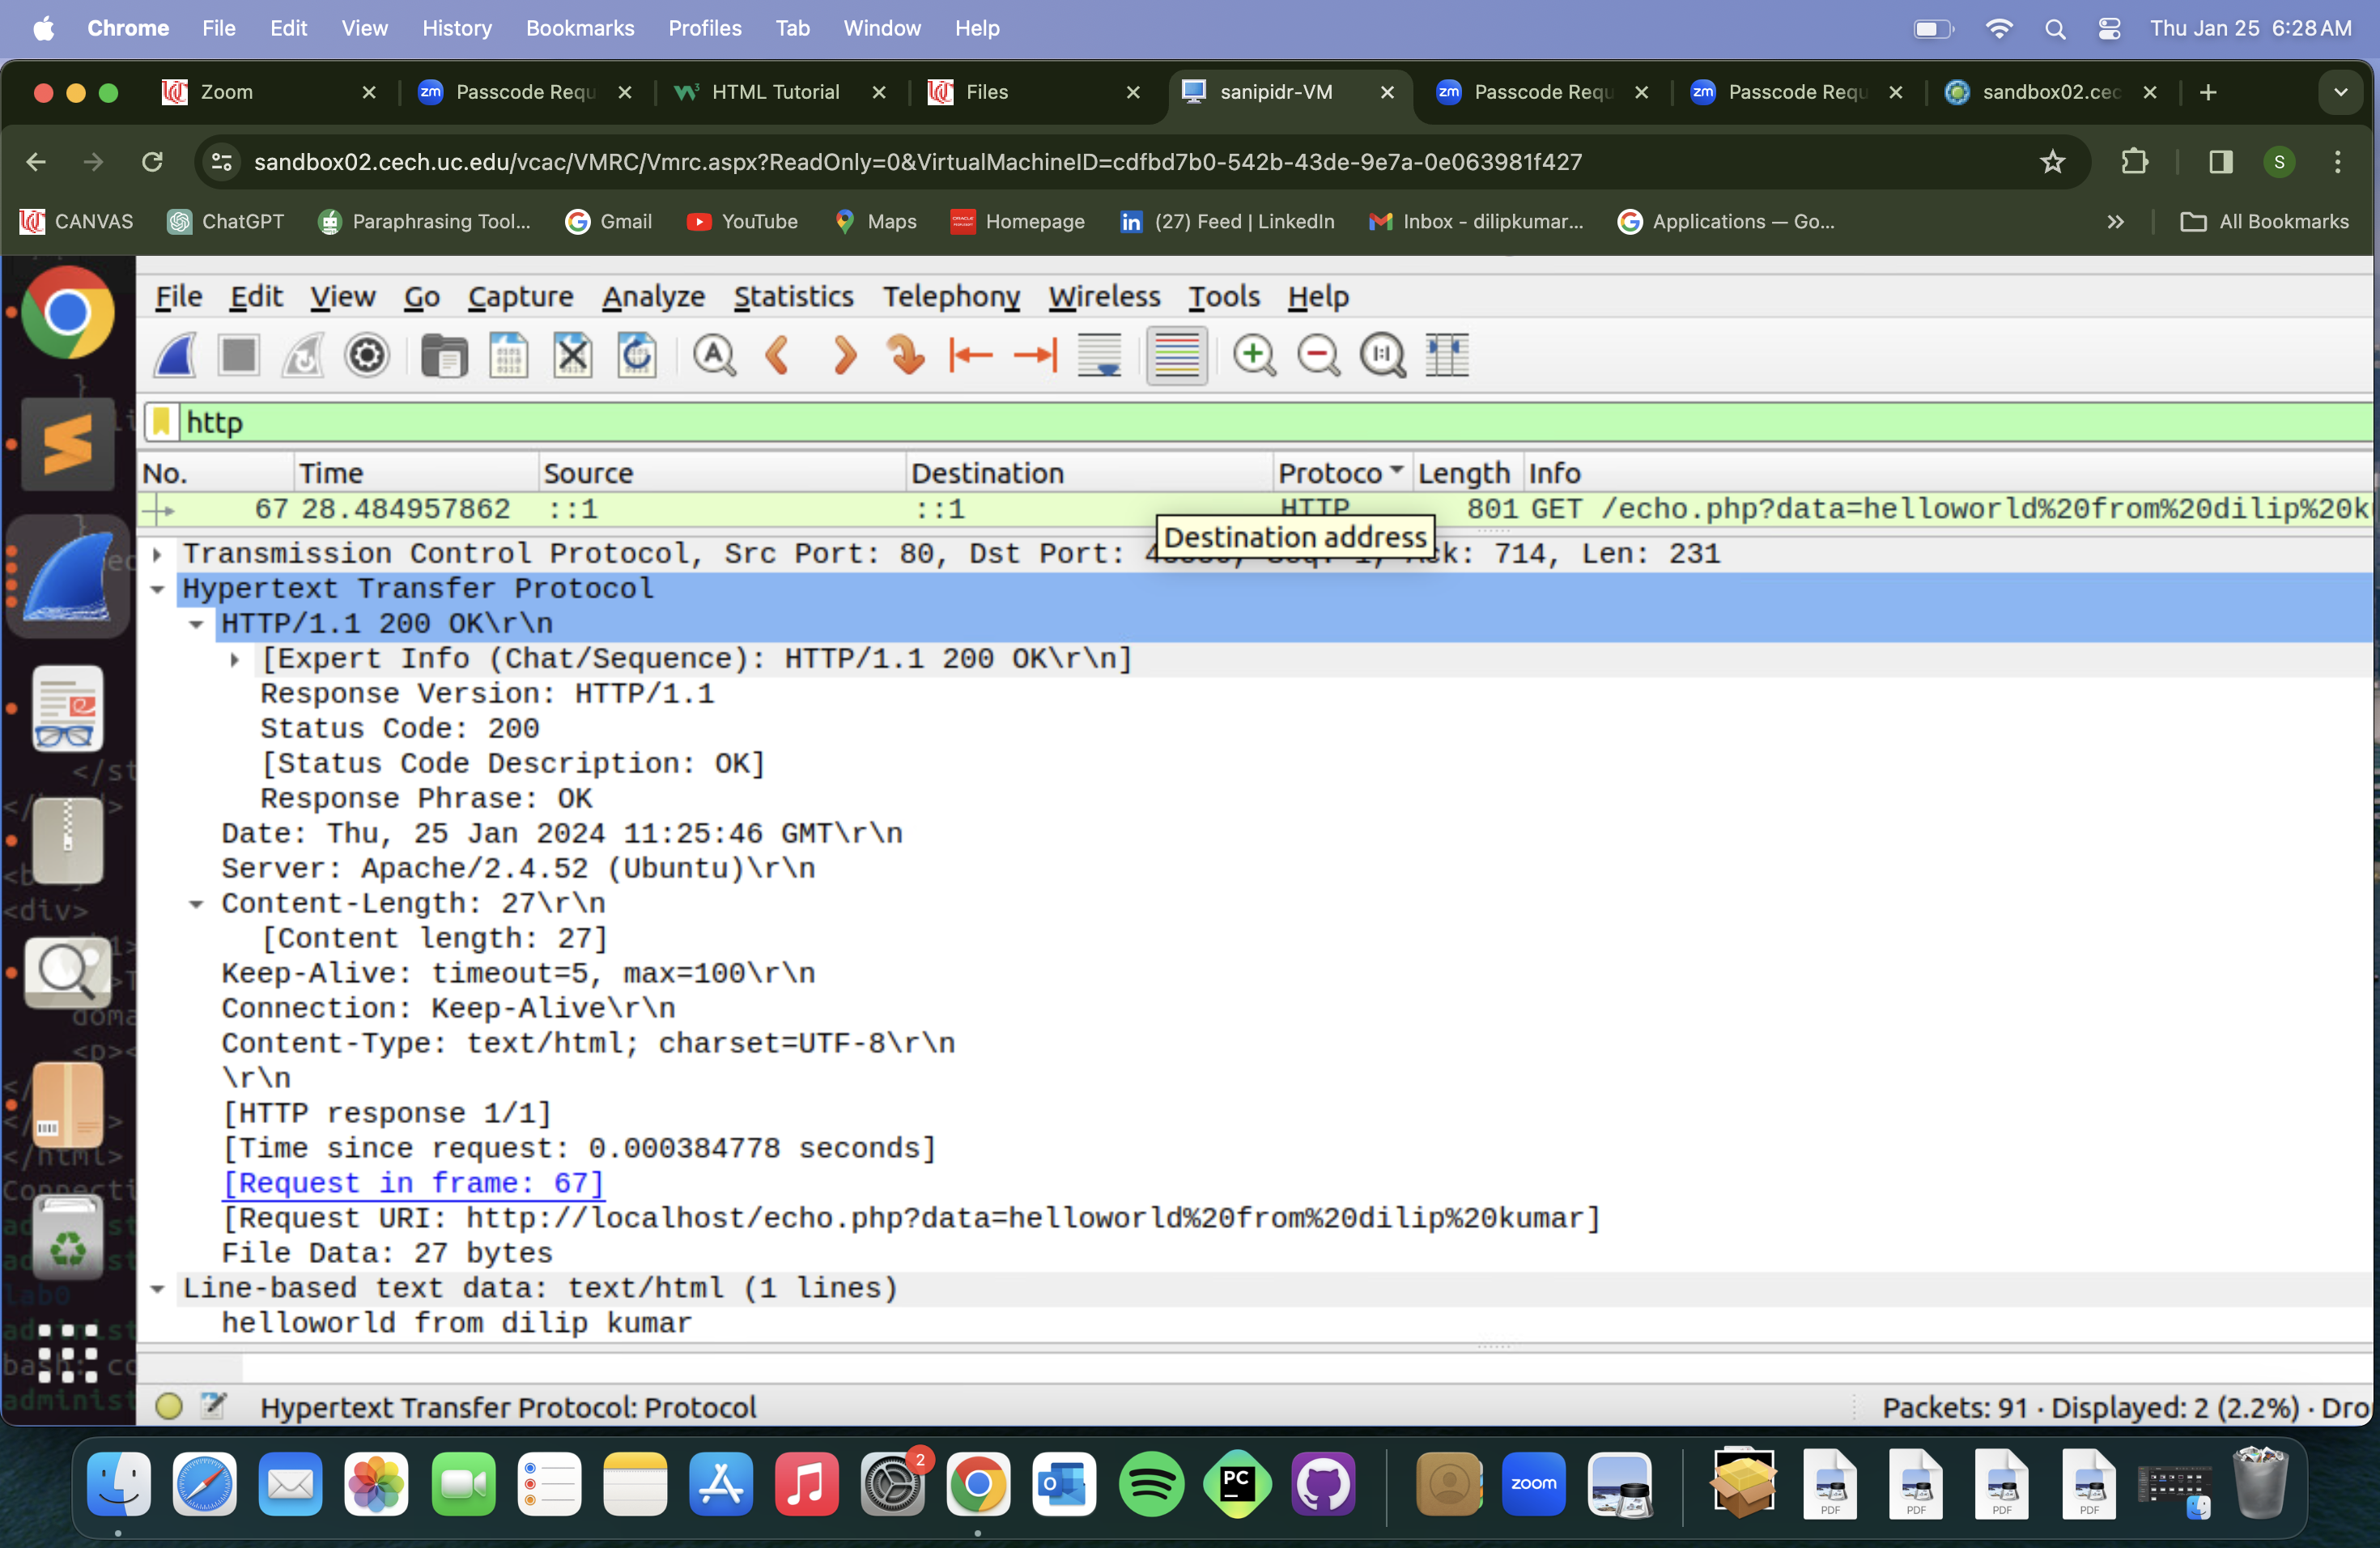 Chrome File Edit View History Bookmarks Profiles Tab Window Help Thu Jan 25 6:28 AM
Zoom Passcode Requ HTML Tutorial Files sanipidr-VM Passcode Requ Passcode Requ sandbox02.cec
sandbox02.cech.uc.edu/vcac/VMRC/Vmrc.aspx?ReadOnly=0&VirtualMachineID=cdfbd7b0-542b-43de-9e7a-0e063981f427 S
CANVAS ChatGPT Paraphrasing Tool... Gmail YouTube Maps Homepage (27) Feed | LinkedIn Inbox - dilipkumar... Applications — Go... » All Bookmarks
File Edit View Go Capture Analyze Statistics Telephony Wireless Tools Help
http
No. Time Source Destination Protoco Length Info
67 28.484957862 ::1 ::1 HTTP 801 GET /echo.php?data=helloworld%20from%20dilip%20k
Destination address
Transmission Control Protocol, Src Port: 80, Dst Port: Ack: 714, Len: 231
Hypertext Transfer Protocol
HTTP/1.1 200 OK\r\n
[Expert Info (Chat/Sequence): HTTP/1.1 200 OK\r\n]
Response Version: HTTP/1.1
Status Code: 200
[Status Code Description: OK]
Response Phrase: OK
Date: Thu, 25 Jan 2024 11:25:46 GMT\r\n
Server: Apache/2.4.52 (Ubuntu)\r\n
Content-Length: 27\r\n
[Content length: 27]
Keep-Alive: timeout=5, max=100\r\n
Connection: Keep-Alive\r\n
Content-Type: text/html; charset=UTF-8\r\n
\r\n
[HTTP response 1/1]
[Time since request: 0.000384778 seconds]
[Request in frame: 67]
[Request URI: http://localhost/echo.php?data=helloworld%20from%20dilip%20kumar]
File Data: 27 bytes
Line-based text data: text/html (1 lines)
helloworld from dilip kumar
Hypertext Transfer Protocol: Protocol Packets: 91 · Displayed: 2 (2.2%) · Dro
2 PC zoom PDF PDF PDF PDF